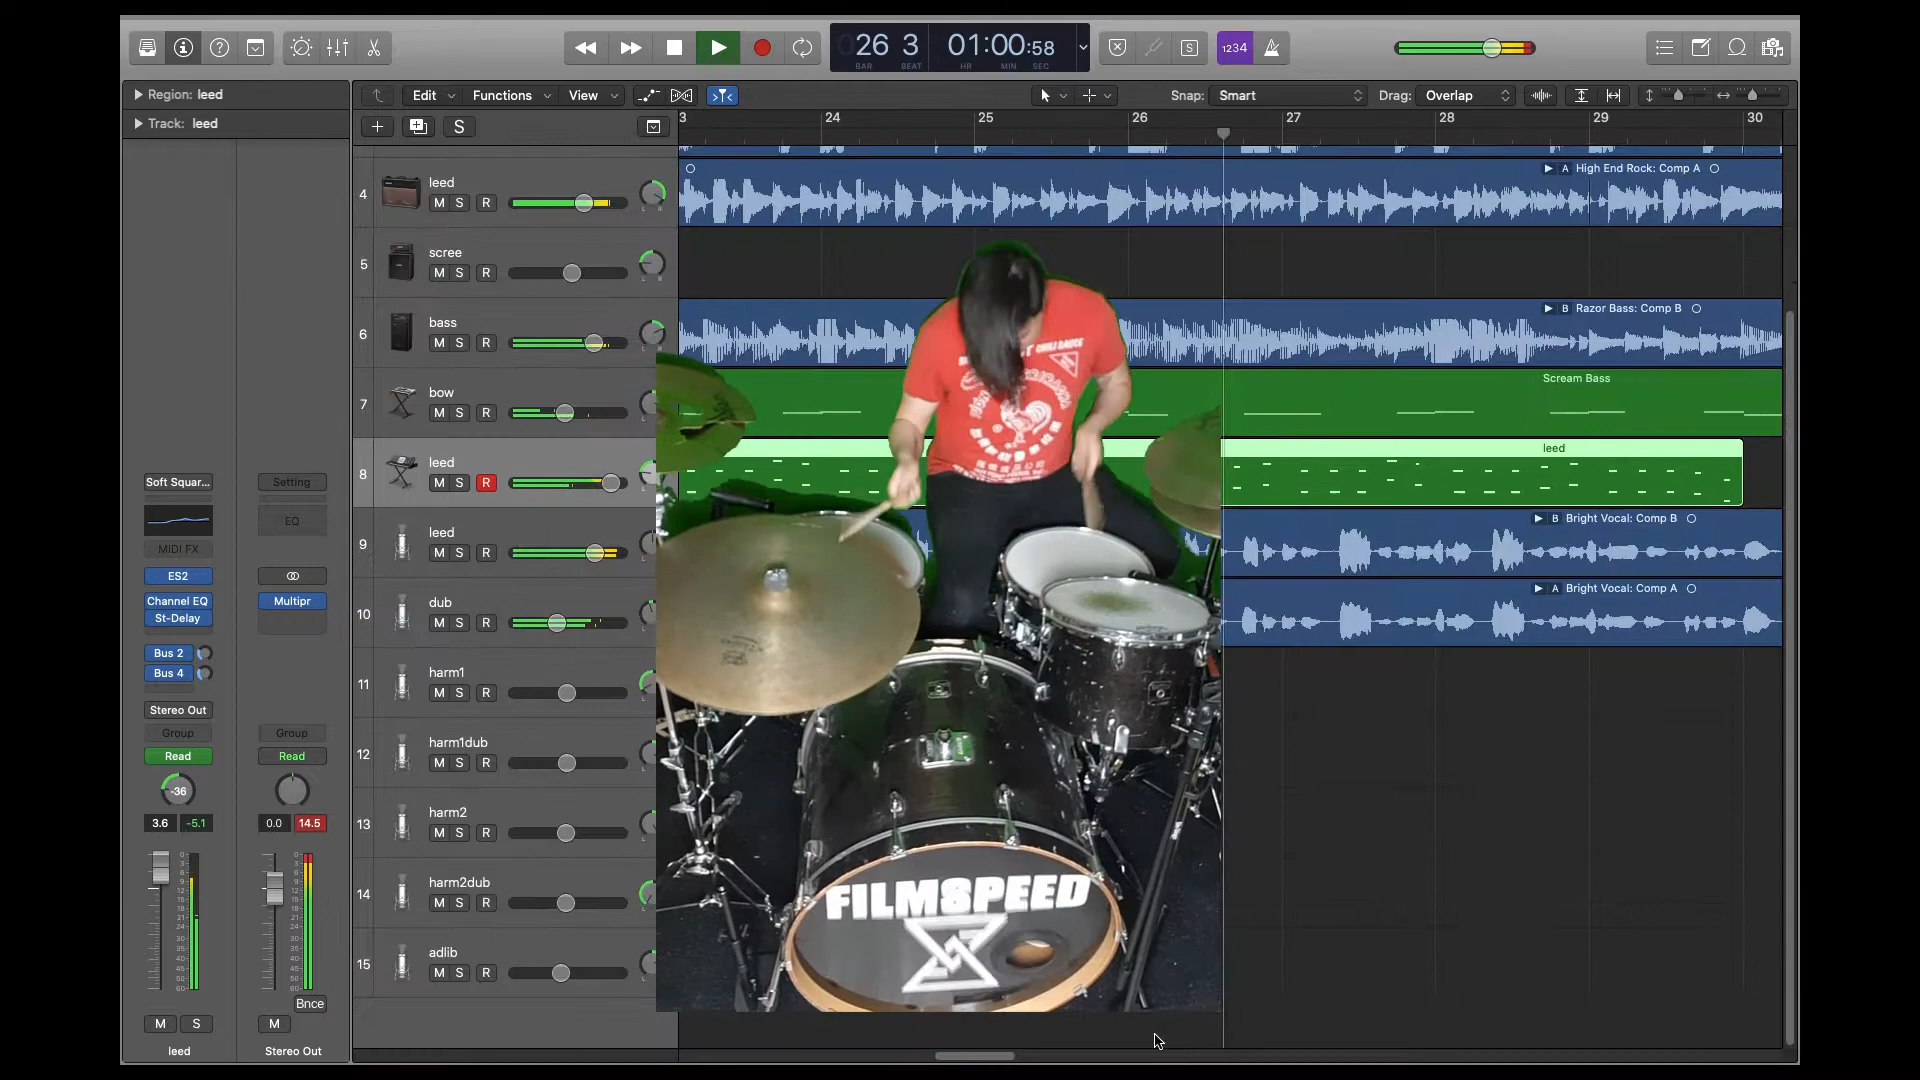 26 3 01:00:58
BAR BEAT HR MIN SEC
1234
Region: leed
Track: leed
Edit Functions View
Snap: Smart
Drag: Overlap
S
3 24 25 26 27 28 29 30
4 leed
M S R
L R
A High End Rock: Comp A
5 scree
M S R
L R
6 bass
M S R
B Razor Bass: Comp B
7 bow
M S R
Scream Bass
8 leed
M S R
leed
9 leed
M S R
B Bright Vocal: Comp B
10 dub
M S R
A Bright Vocal: Comp A
11 harm1
M S R
12 harm1dub
M S R
13 harm2
M S R
14 harm2dub
M S R
15 adlib
M S R
Soft Squar...
MIDI FX
ES2
Channel EQ
St-Delay
Bus 2
Bus 4
Stereo Out
Group
Read
-36
3.6 -5.1
M S
leed
Setting
EQ
Multipr
Group
Read
0.0 14.5
Bnce
M
Stereo Out
CHILI SAUCE
FILMSPEED